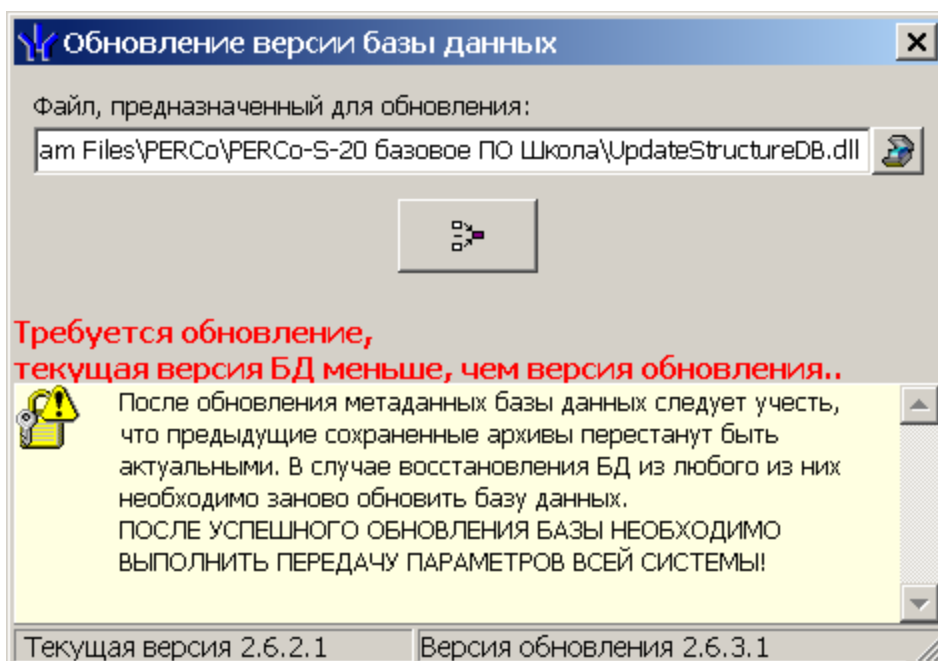 Обновление версии базы данных
Файл, предназначенный для обновления:
am Files\PERCo\PERCo-S-20 базовое ПО Школа\UpdateStructureDB.dll
Требуется обновление,
текущая версия БД меньше, чем версия обновления..
После обновления метаданных базы данных следует учесть,
что предыдущие сохраненные архивы перестанут быть
актуальными. В случае восстановления БД из любого из них
необходимо заново обновить базу данных.
ПОСЛЕ УСПЕШНОГО ОБНОВЛЕНИЯ БАЗЫ НЕОБХОДИМО
ВЫПОЛНИТЬ ПЕРЕДАЧУ ПАРАМЕТРОВ ВСЕЙ СИСТЕМЫ!
Текущая версия 2.6.2.1 Версия обновления 2.6.3.1